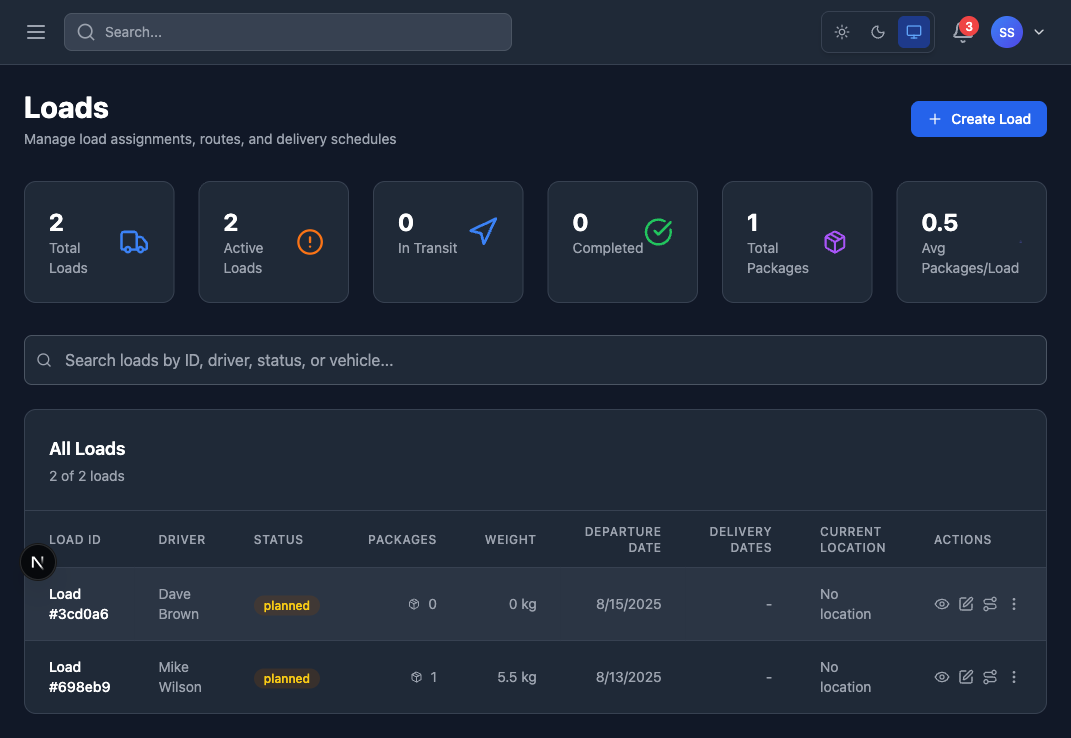 Search...
3
SS
Loads
Manage load assignments, routes, and delivery schedules
+ Create Load
2
Total
Loads
2
Active
Loads
0
In Transit
0
Completed
1
Total
Packages
0.5
Avg
Packages/Load
Search loads by ID, driver, status, or vehicle...
All Loads
2 of 2 loads
LOAD ID
DRIVER
STATUS
PACKAGES
WEIGHT
DEPARTURE
DATE
DELIVERY
DATES
CURRENT
LOCATION
ACTIONS
N
Load
#3cd0a6
Dave
Brown
planned
0
0 kg
8/15/2025
-
No
location
Load
#698eb9
Mike
Wilson
planned
1
5.5 kg
8/13/2025
-
No
location